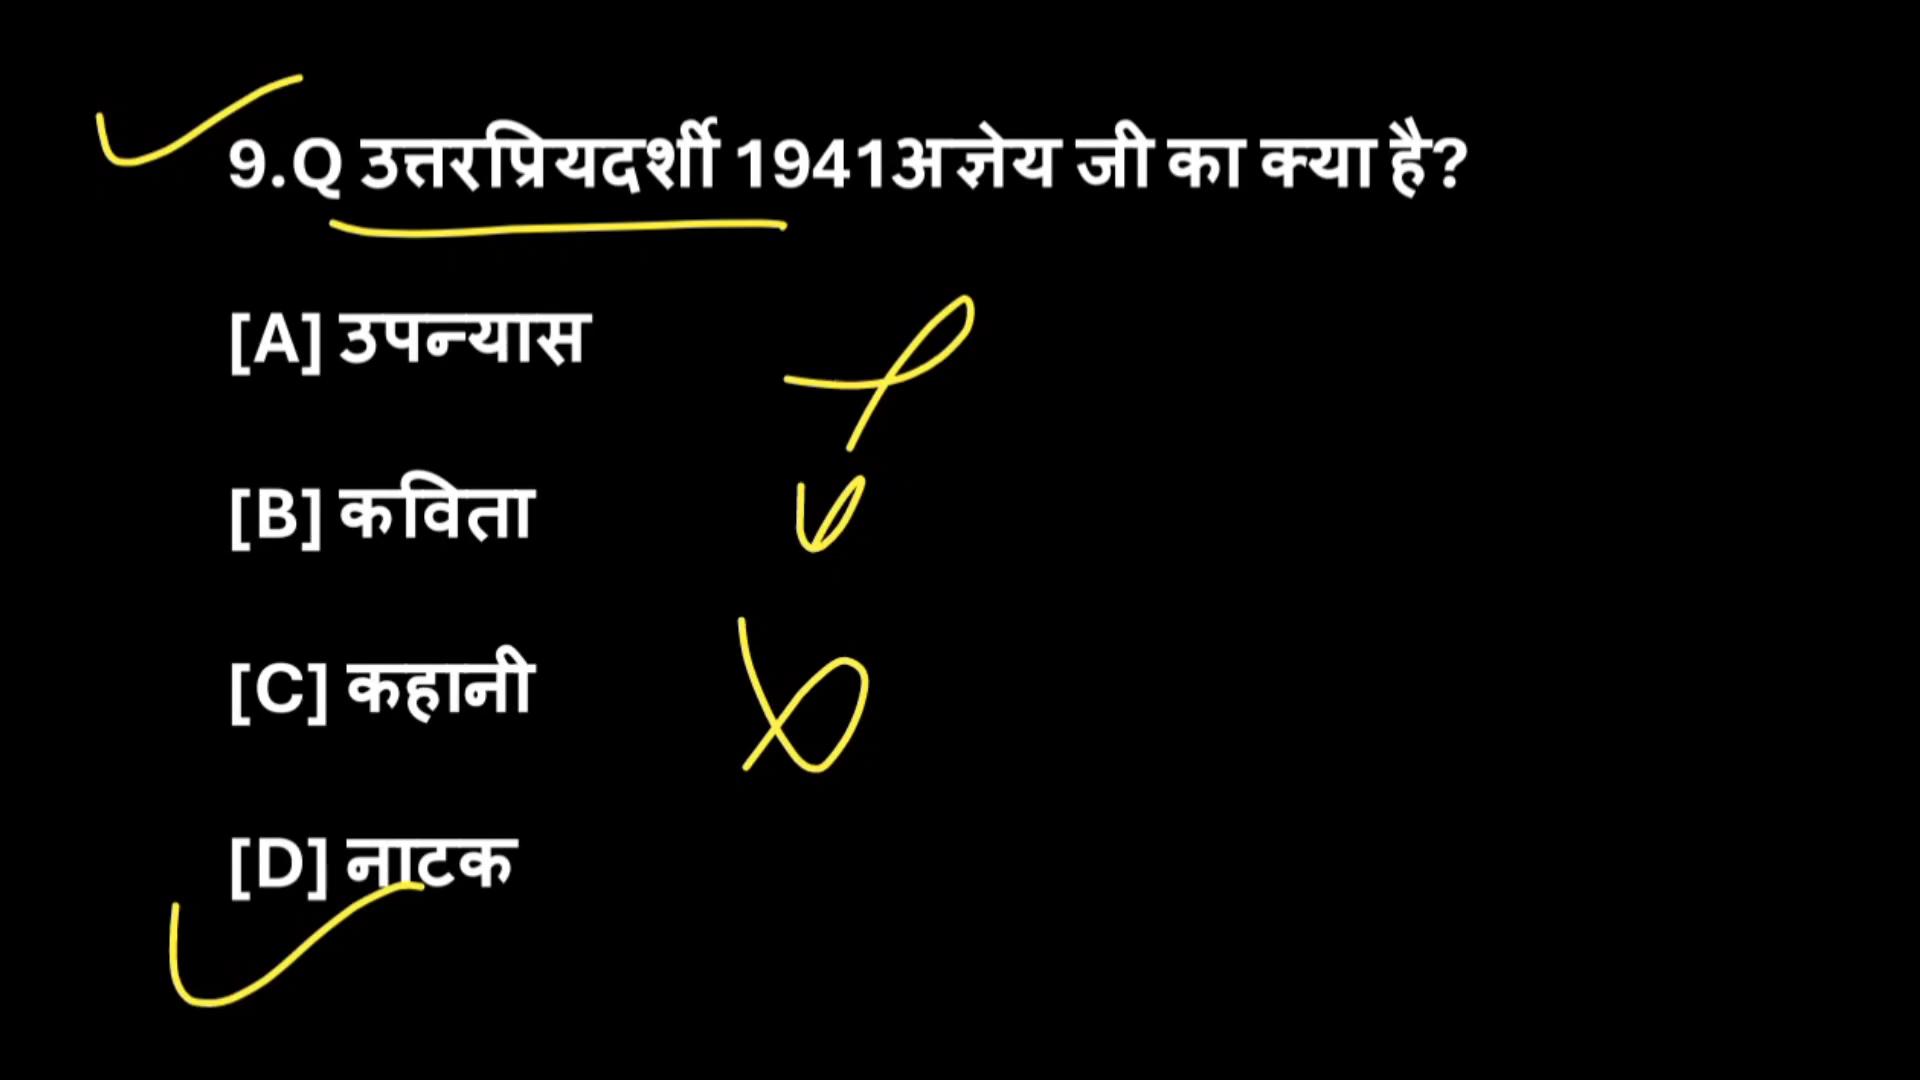 9.Q उत्तरप्रियदर्शी 1941अज्ञेय जी का क्या है?
[A] उपन्यास
[B] कविता
[C] कहानी
[D] नाटक